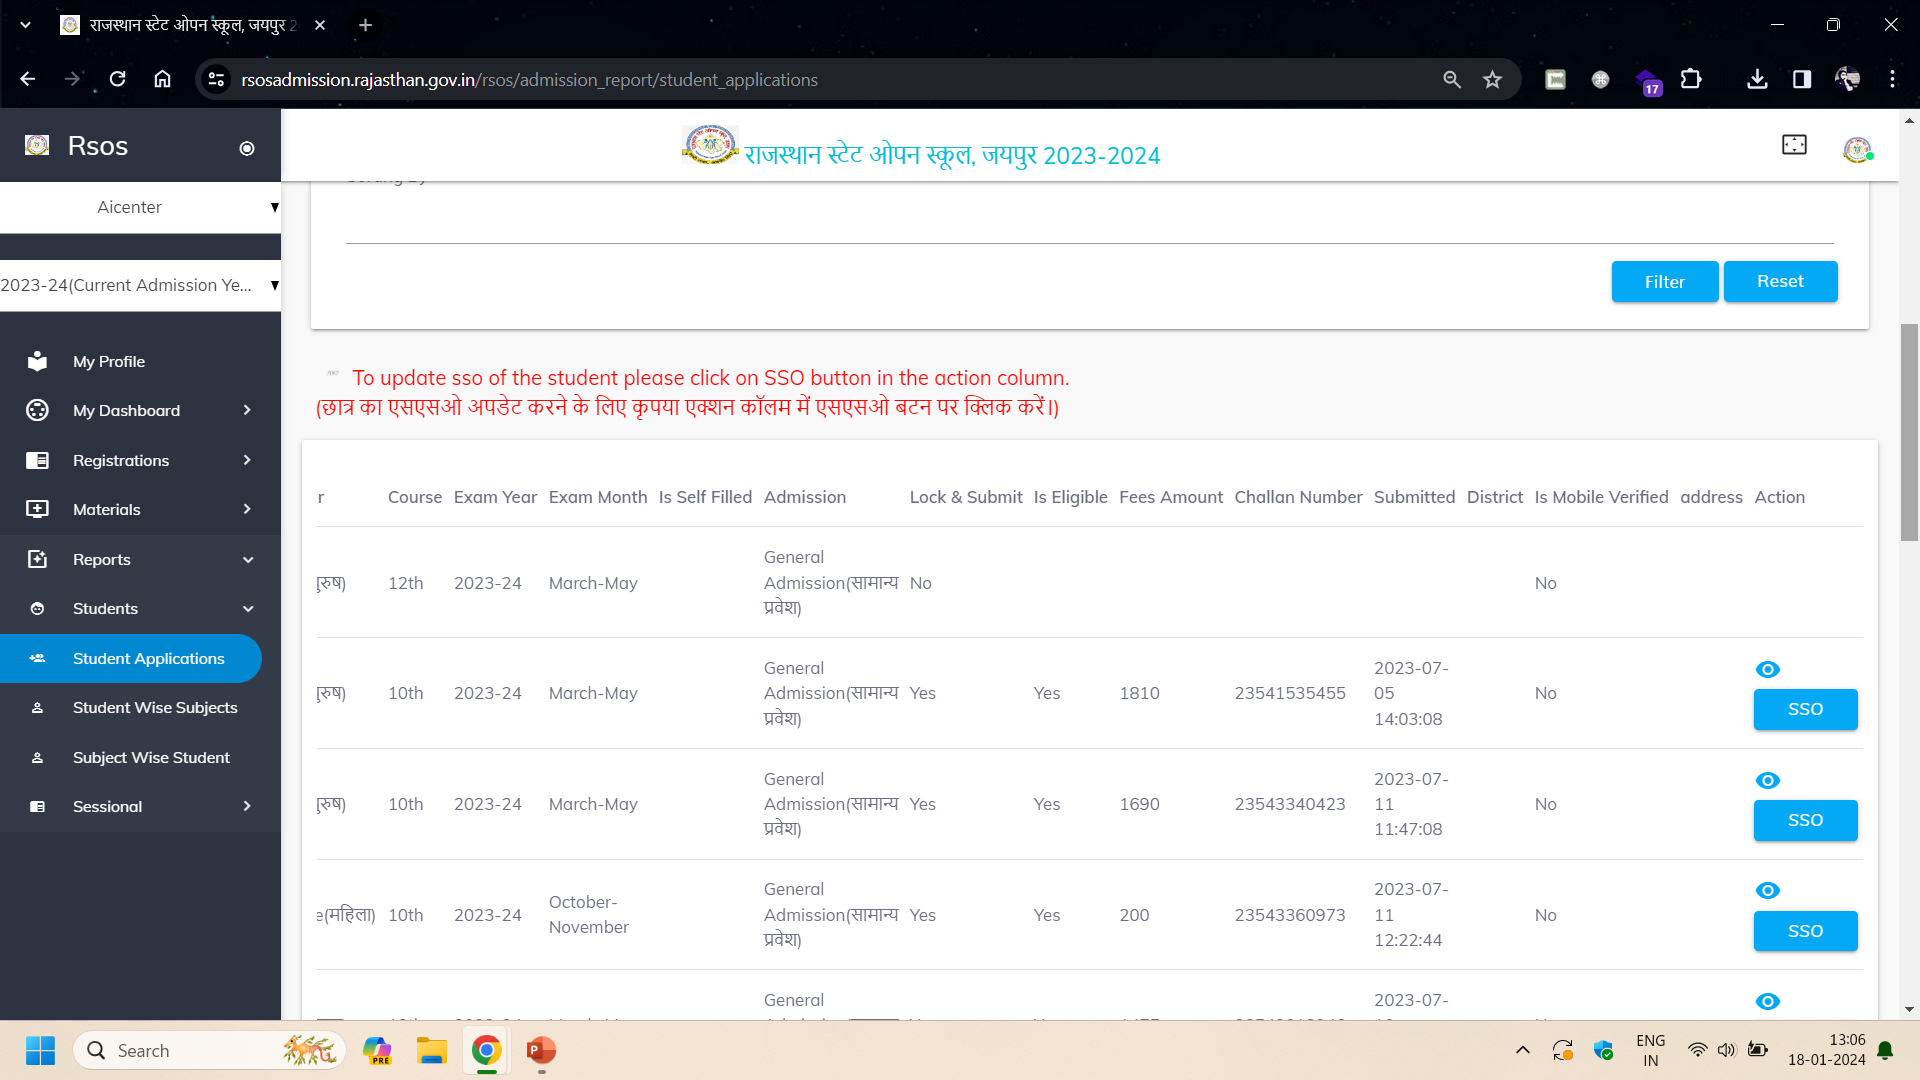 राजस्थान स्टेट ओपन स्कूल, जयपुर 2
rsosadmission.rajasthan.gov.in/rsos/admission_report/student_applications
17
Rsos
राजस्थान स्टेट ओपन स्कूल, जयपुर 2023-2024
Aicenter
2023-24(Current Admission Ye...
Filter
Reset
My Profile
My Dashboard
Registrations
Materials
Reports
Students
Student Applications
Student Wise Subjects
Subject Wise Student
Sessional
To update sso of the student please click on SSO button in the action column.
(छात्र का एसएसओ अपडेट करने के लिए कृपया एक्शन कॉलम में एसएसओ बटन पर क्लिक करें।)
r Course Exam Year Exam Month Is Self Filled Admission Lock & Submit Is Eligible Fees Amount Challan Number Submitted District Is Mobile Verified address Action
12th 2023-24 March-May General Admission(सामान्य प्रवेश) No No
10th 2023-24 March-May General Admission(सामान्य प्रवेश) Yes Yes 1810 23541535455 2023-07-05 14:03:08 No SSO
10th 2023-24 March-May General Admission(सामान्य प्रवेश) Yes Yes 1690 23543340423 2023-07-11 11:47:08 No SSO
e(महिला) 10th 2023-24 October-November General Admission(सामान्य प्रवेश) Yes Yes 200 23543360973 2023-07-11 12:22:44 No SSO
General 2023-07-
Search
PRE
ENG
IN
13:06
18-01-2024